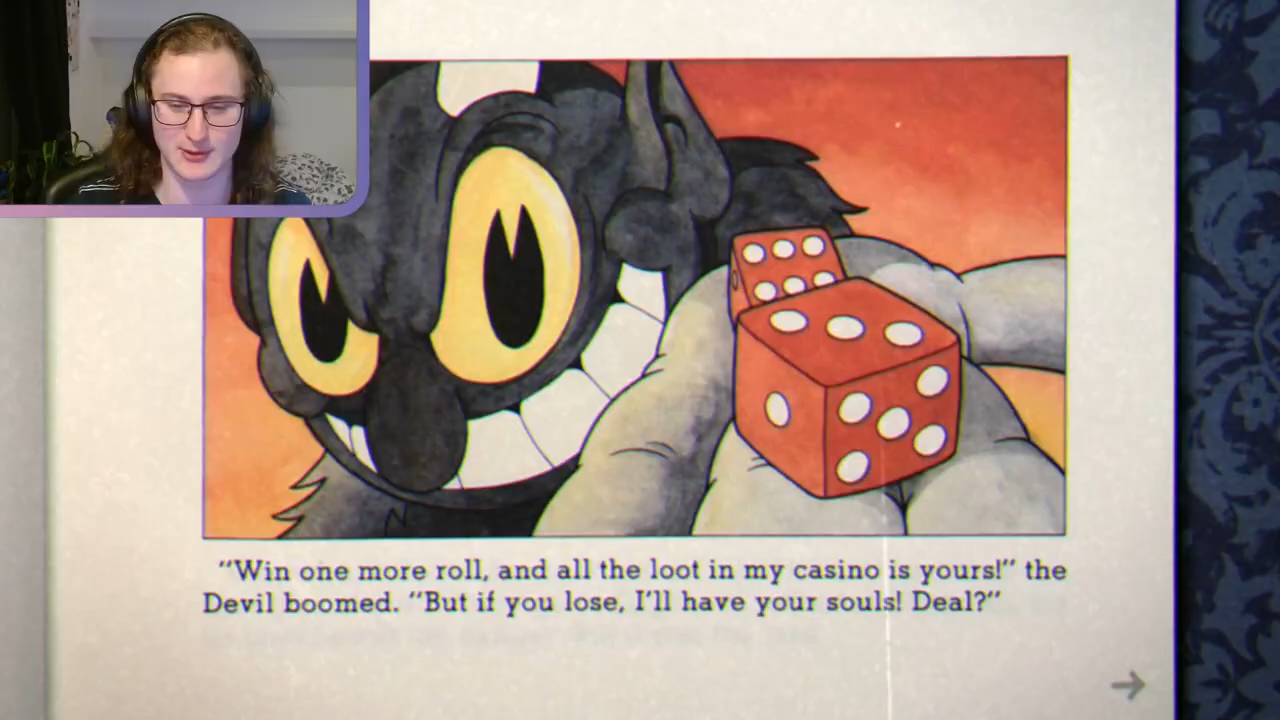 “Win one more roll, and all the loot in my casino is yours!” the
Devil boomed. “But if you lose, I’ll have your souls! Deal?”